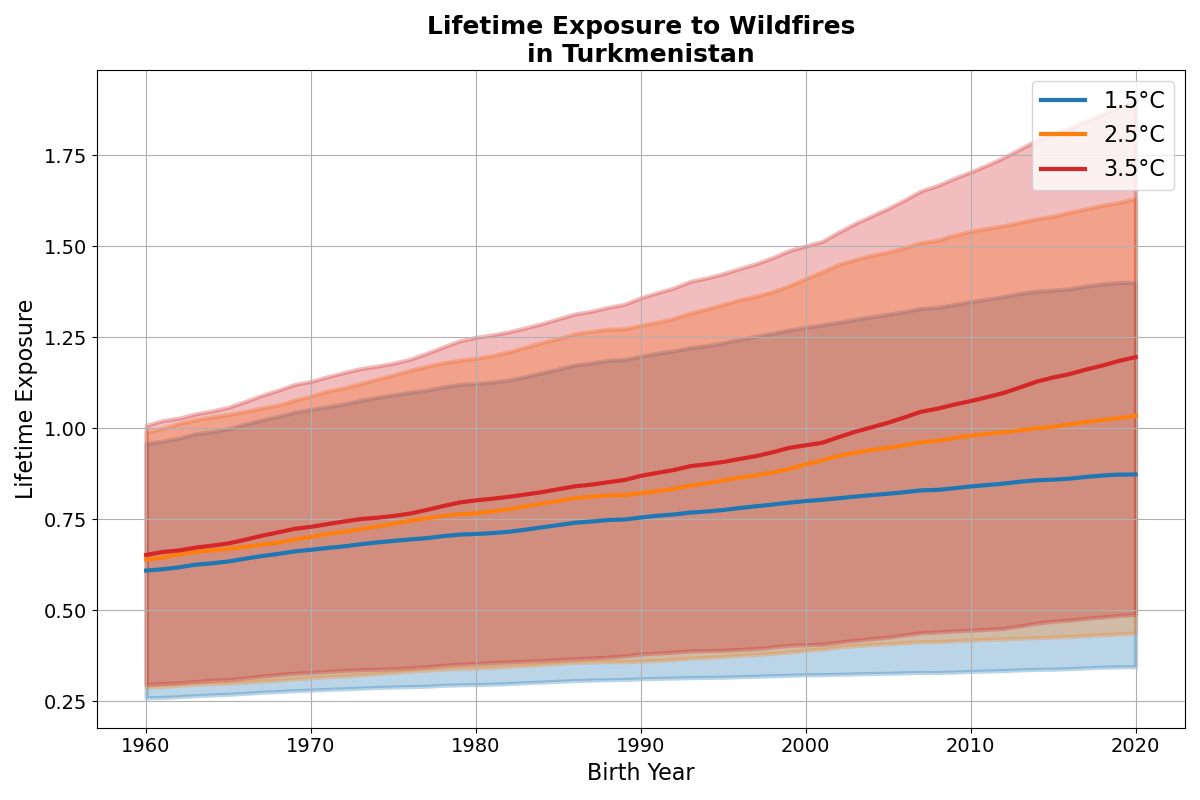 Lifetime Exposure to Wildfires
in Turkmenistan
1.5°C
2.5°C
3.5°C
Lifetime Exposure
1.75
1.50
1.25
1.00
0.75
0.50
0.25
1960 1970 1980 1990 2000 2010 2020
Birth Year